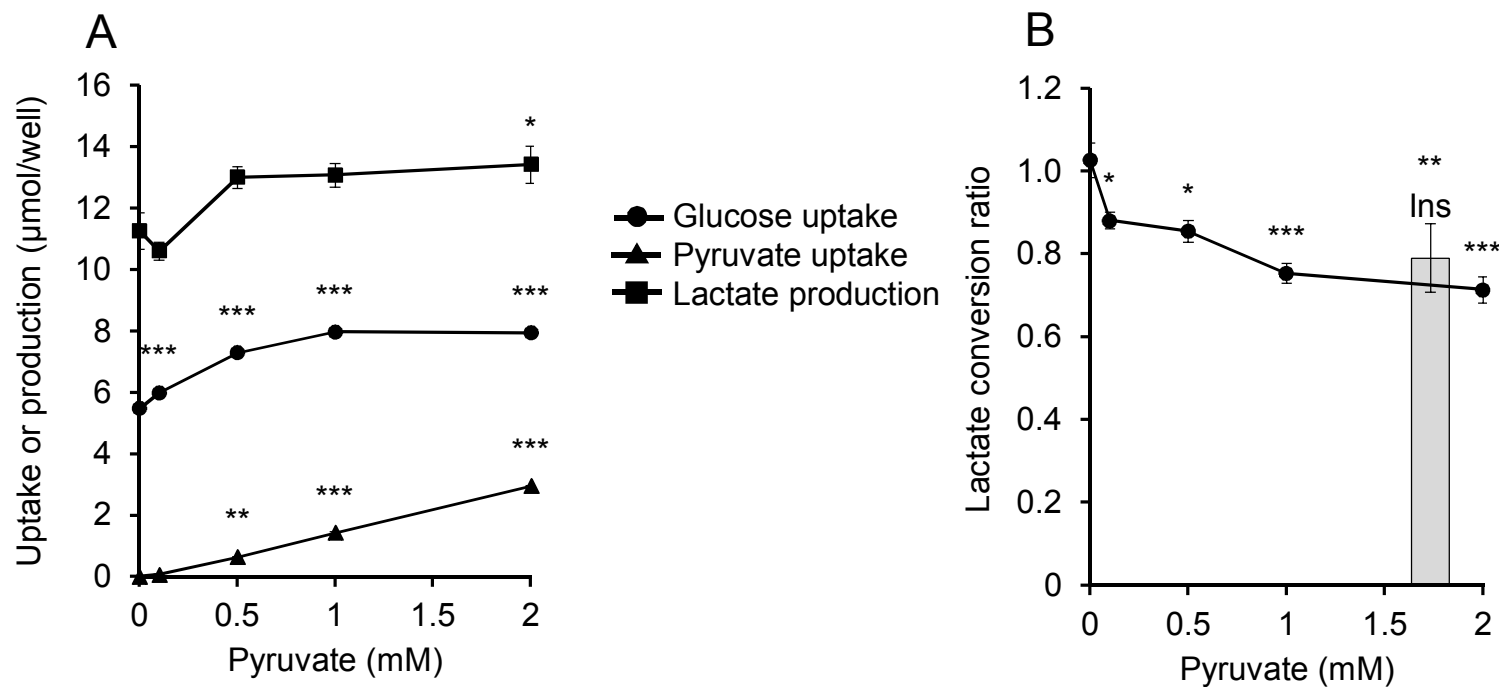 A
Uptake or production (μmol/well)
16
14
12
10
8
6
4
2
0
*
***
***
***
***
**
***
***
0 0.5 1 1.5 2
Pyruvate (mM)
Glucose uptake
Pyruvate uptake
Lactate production
B
Lactate conversion ratio
1.2
1.0
0.8
0.6
0.4
0.2
0
*
*
***
**
Ins
***
0 0.5 1 1.5 2
Pyruvate (mM)